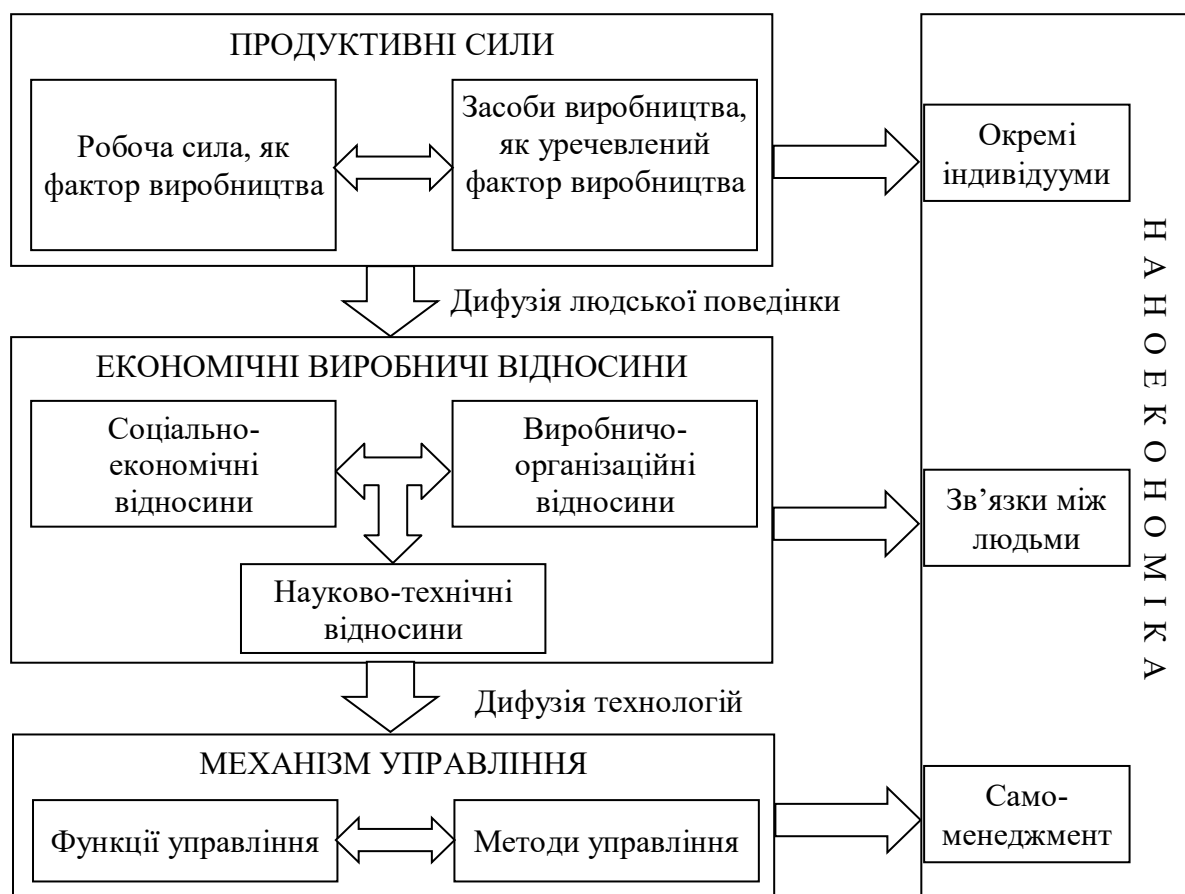 ПРОДУКТИВНІ СИЛИ
Робоча сила, як
фактор виробництва
Засоби виробництва,
як уречевлений
фактор виробництва
Окремі
індивідууми
Дифузія людської поведінки
ЕКОНОМІЧНІ ВИРОБНИЧІ ВІДНОСИНИ
Соціально-
економічні
відносини
Виробничо-
організаційні
відносини
Науково-технічні
відносини
Зв’язки між
людьми
Дифузія технологій
МЕХАНІЗМ УПРАВЛІННЯ
Функції управління
Методи управління
Само-
менеджмент
НАНОЕКОНОМІКА